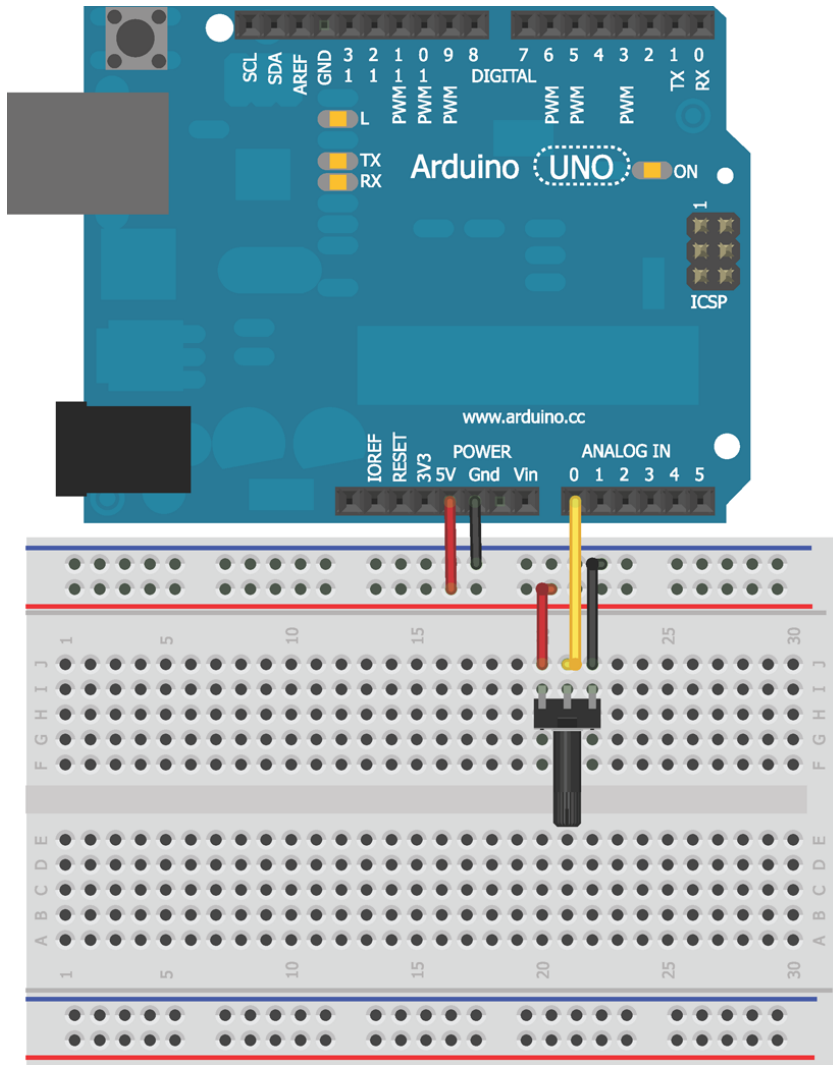 SCL SDA AREF GND 13 12 11 10 9 8 7 6 5 4 3 2 1 0
PWM PWM PWM PWM PWM PWM TX RX
DIGITAL
L
TX
RX
Arduino UNO ON
1
ICSP
www.arduino.cc
POWER ANALOG IN
IOREF RESET 3V3 5V Gnd Vin 0 1 2 3 4 5
1 5 10 15 20 25 30
J J
I I
H H
G G
F F
E E
D D
C C
B B
A A
1 5 10 15 20 25 30